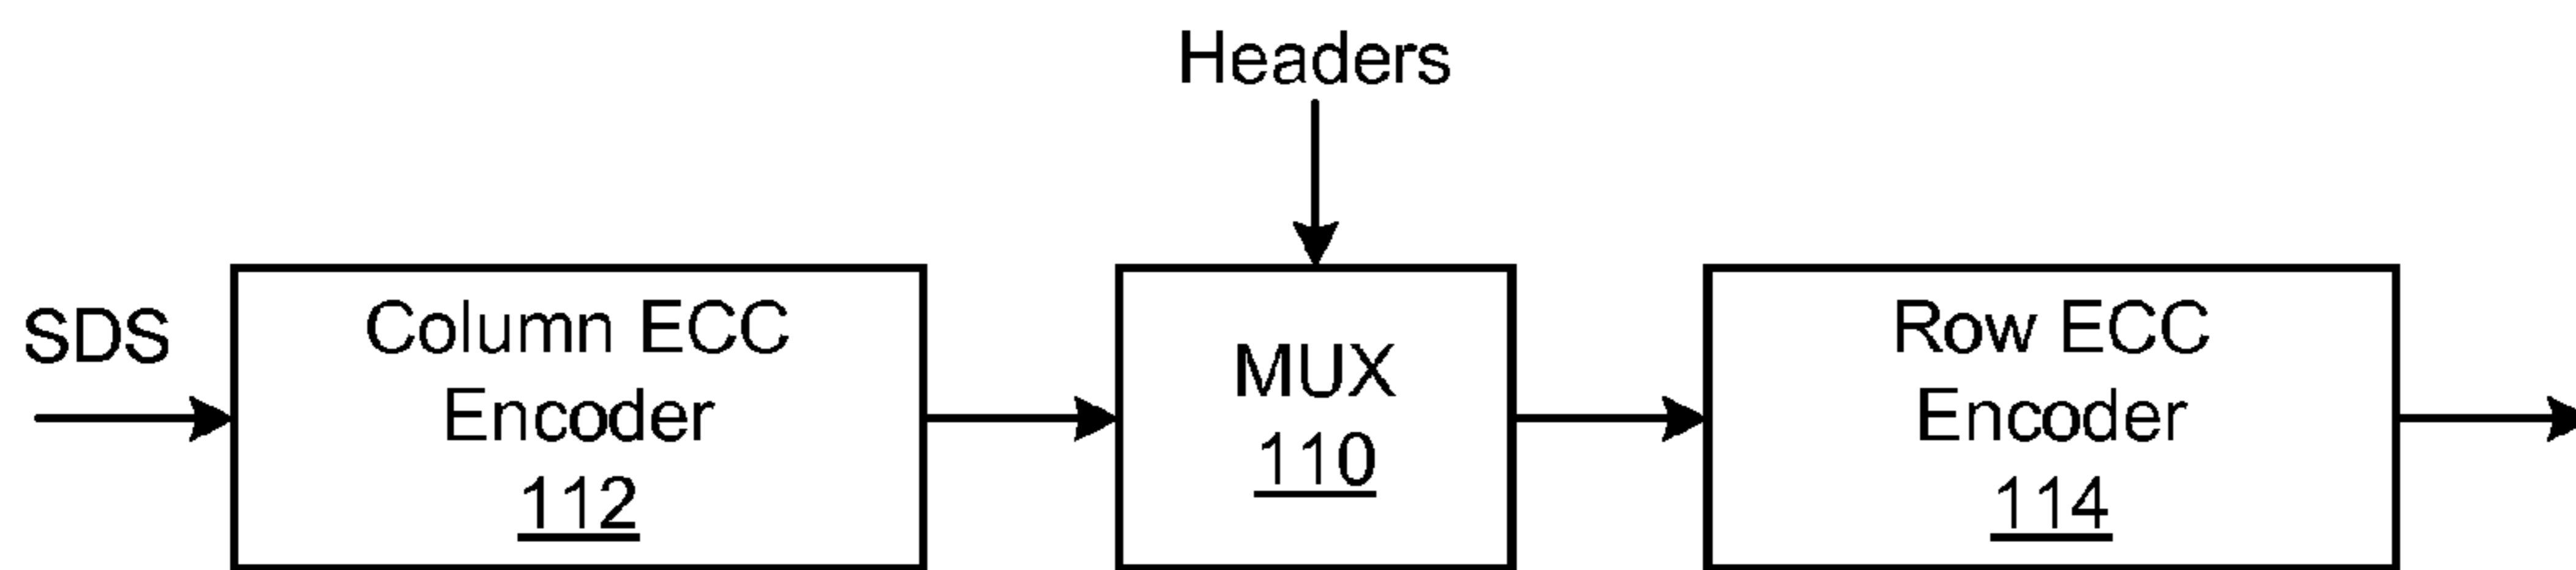 Headers
SDS
Column ECC
Encoder
112
MUX
110
Row ECC
Encoder
114